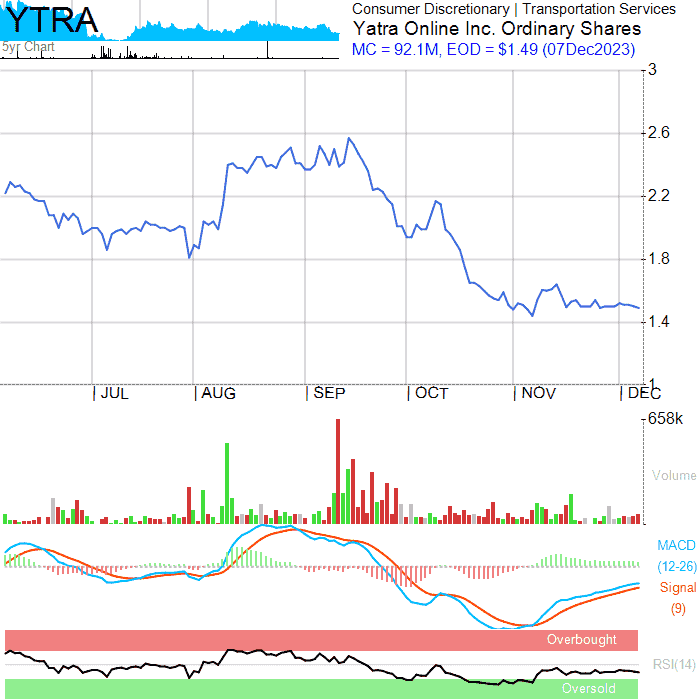 YTRA
5yr Chart
Consumer Discretionary | Transportation Services
Yatra Online Inc. Ordinary Shares
MC = 92.1M, EOD = $1.49 (07Dec2023)
3
2.6
2.2
1.8
1.4
1
JUL
AUG
SEP
OCT
NOV
DEC
658k
Volume
MACD
(12-26)
Signal
(9)
Overbought
RSI(14)
Oversold